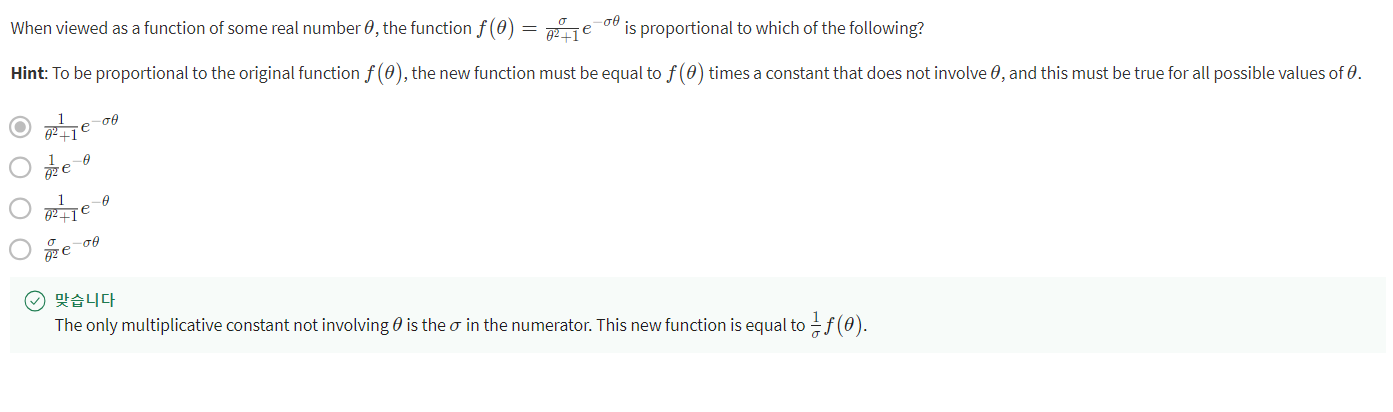 When viewed as a function of some real number θ, the function f(θ) = σ/(θ²+1) e^(−σθ) is proportional to which of the following?
Hint: To be proportional to the original function f(θ), the new function must be equal to f(θ) times a constant that does not involve θ, and this must be true for all possible values of θ.
1/(θ²+1) e^(−σθ)
1/θ² e^(−θ)
1/(θ²+1) e^(−θ)
σ/θ² e^(−σθ)
맞습니다
The only multiplicative constant not involving θ is the σ in the numerator. This new function is equal to 1/σ f(θ).